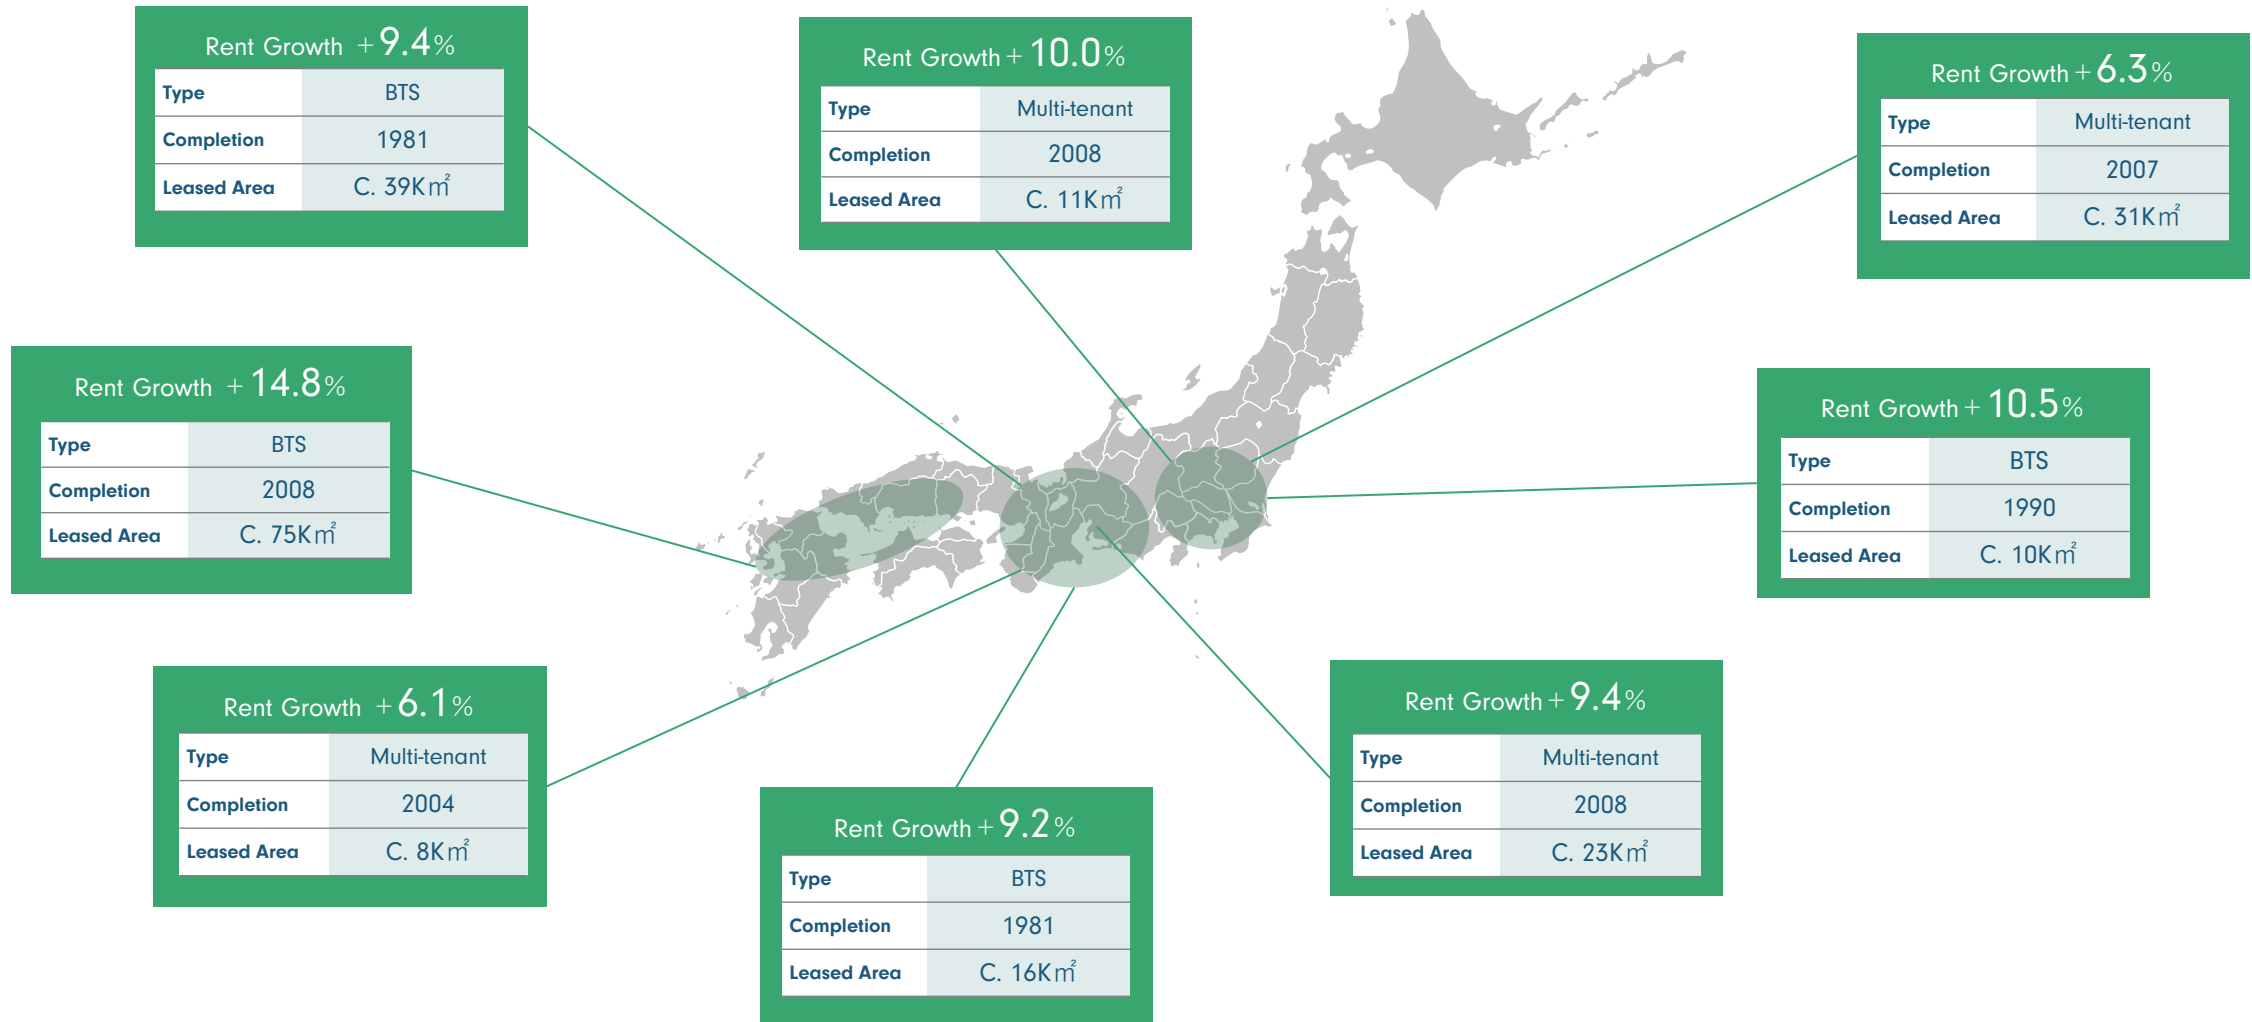 Rent Growth +9.4%
Type BTS
Completion 1981
Leased Area C. 39K㎡
Rent Growth+10.0%
Type Multi-tenant
Completion 2008
Leased Area C. 11K㎡
Rent Growth+6.3%
Type Multi-tenant
Completion 2007
Leased Area C. 31K㎡
Rent Growth +14.8%
Type BTS
Completion 2008
Leased Area C. 75K㎡
Rent Growth+10.5%
Type BTS
Completion 1990
Leased Area C. 10K㎡
Rent Growth +6.1%
Type Multi-tenant
Completion 2004
Leased Area C. 8K㎡
Rent Growth+9.2%
Type BTS
Completion 1981
Leased Area C. 16K㎡
Rent Growth+9.4%
Type Multi-tenant
Completion 2008
Leased Area C. 23K㎡